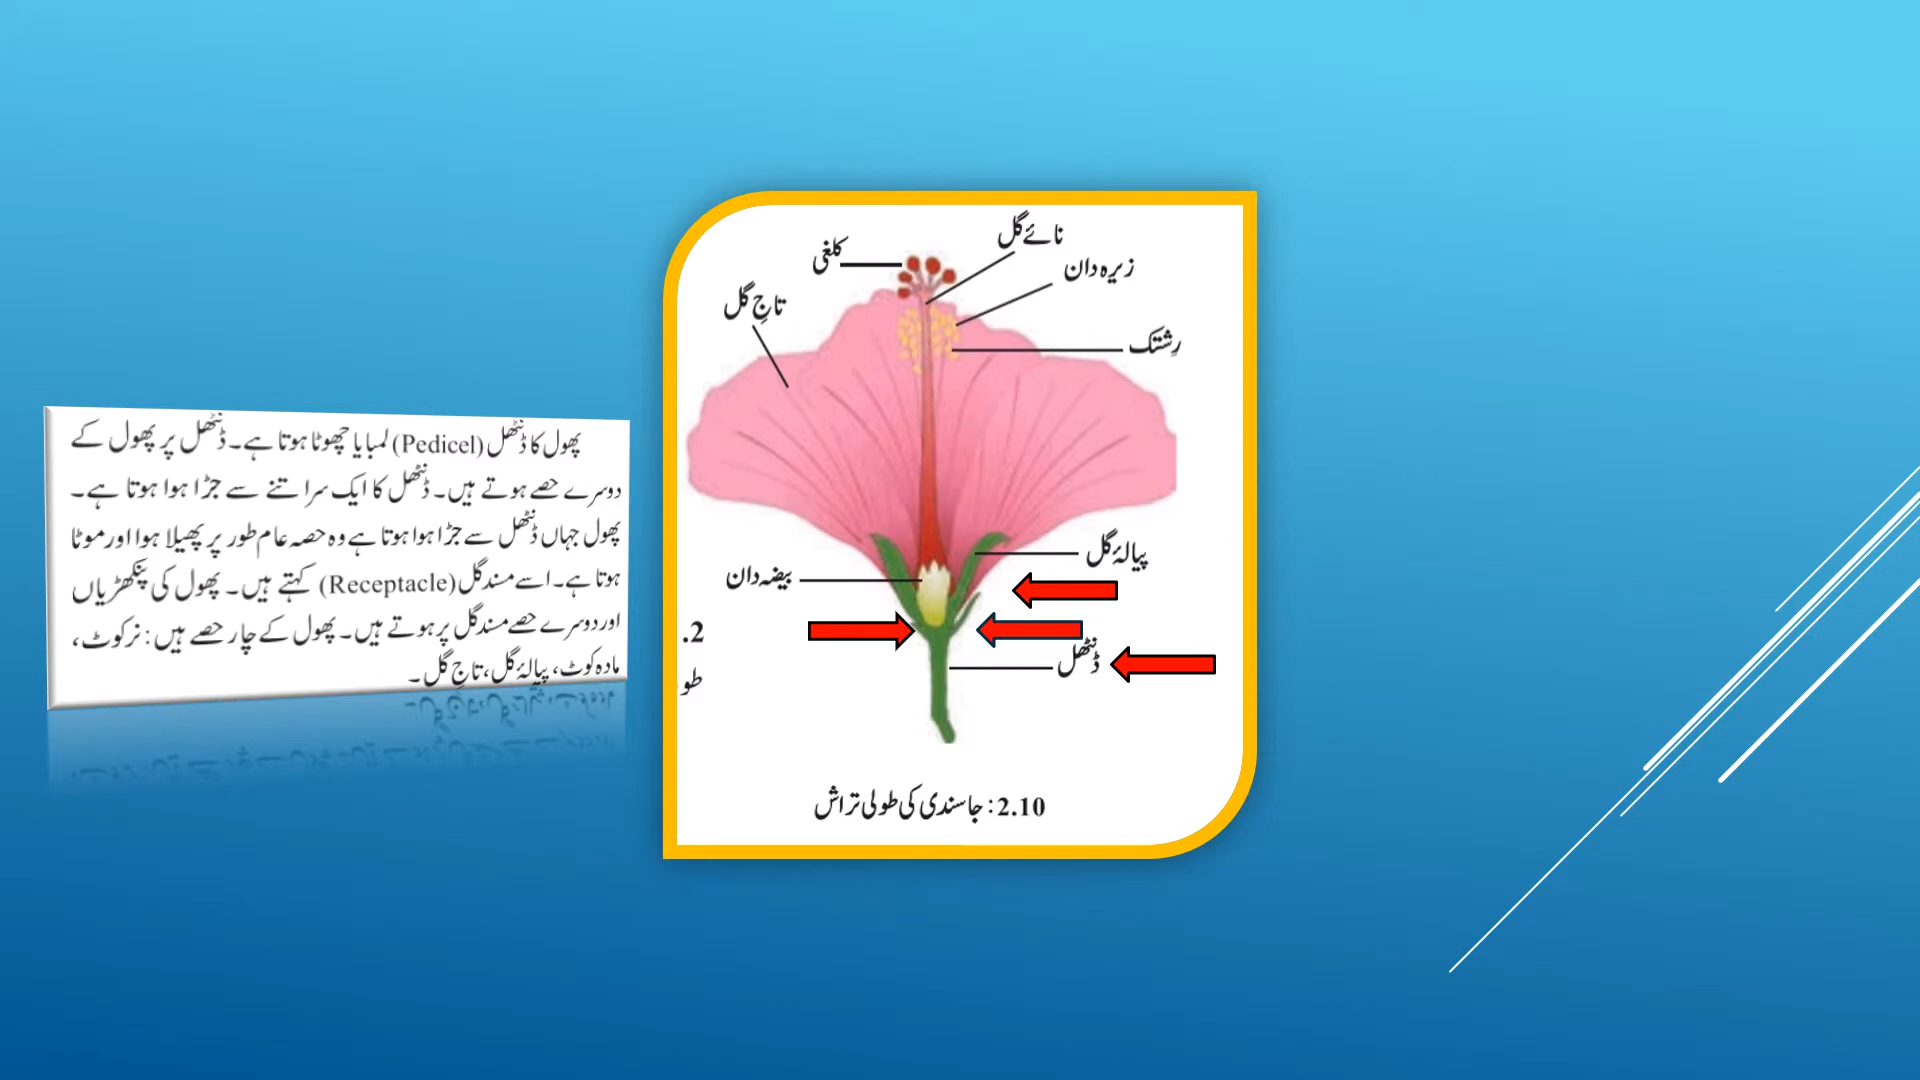 پھول کا ڈنٹھل (Pedicel) لمبا یا چھوٹا ہوتا ہے۔ ڈنٹھل پر پھول کے
دوسرے حصے ہوتے ہیں۔ ڈنٹھل کا ایک سرا تنے سے جڑا ہوا ہوتا ہے۔
پھول جہاں ڈنٹھل سے جڑا ہوا ہوتا ہے وہ حصہ عام طور پر پھیلا ہوا اور موٹا
ہوتا ہے۔ اسے مسند گل (Receptacle) کہتے ہیں۔ پھول کی پنکھڑیاں
اور دوسرے حصے مسند گل پر ہوتے ہیں۔ پھول کے چار حصے ہیں: نرکوٹ،
مادہ کوٹ، پیالۂ گل، تاجِ گل۔
نائے گل
کلغی
زیرہ دان
تاجِ گل
رِشتک
پیالۂ گل
بیضہ دان
2.
ڈنٹھل
طو
2.10: جاسندی کی طولی تراش